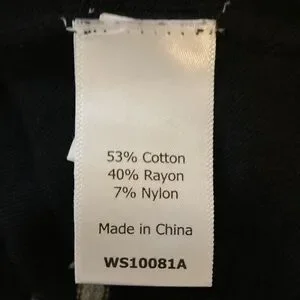 53% Cotton
40% Rayon
7% Nylon
Made in China
WS10081A